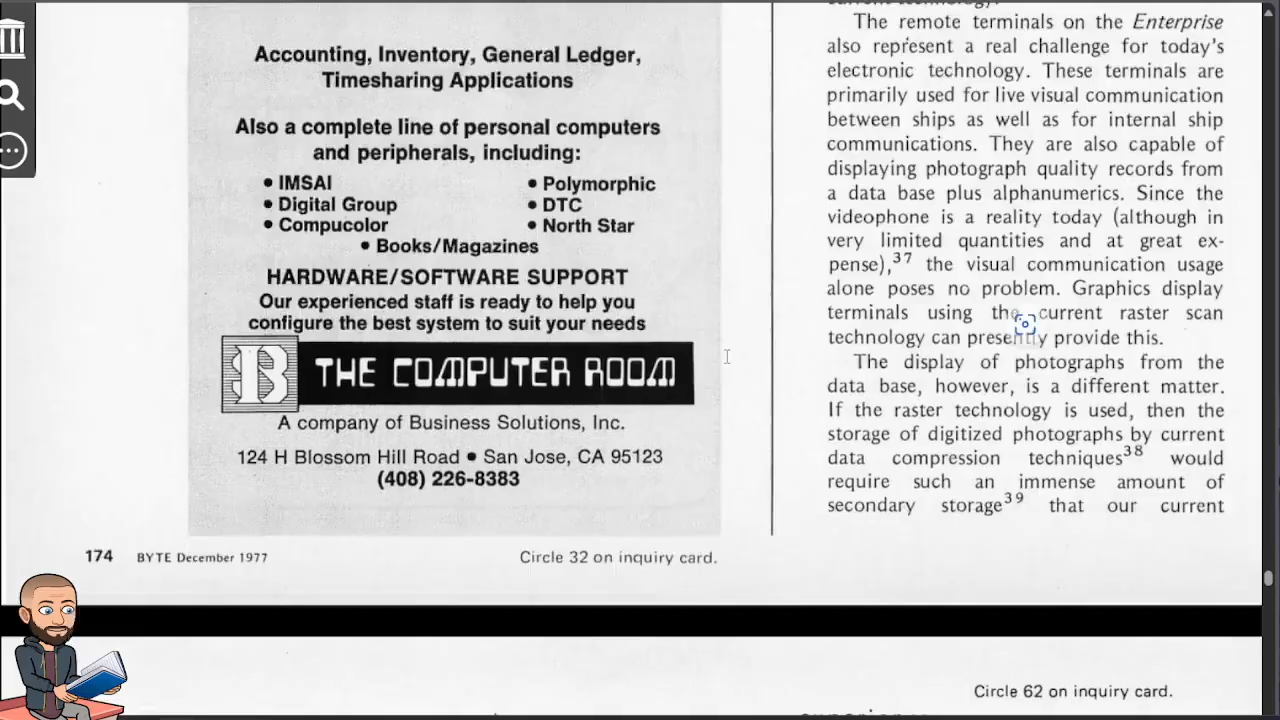 Accounting, Inventory, General Ledger,
Timesharing Applications
Also a complete line of personal computers
and peripherals, including:
• IMSAI
• Digital Group
• Compucolor
• Polymorphic
• DTC
• North Star
• Books/Magazines
HARDWARE/SOFTWARE SUPPORT
Our experienced staff is ready to help you
configure the best system to suit your needs
B THE COMPUTER ROOM
A company of Business Solutions, Inc.
124 H Blossom Hill Road • San Jose, CA 95123
(408) 226-8383
174 BYTE December 1977
Circle 32 on inquiry card.
The remote terminals on the Enterprise
also represent a real challenge for today's
electronic technology. These terminals are
primarily used for live visual communication
between ships as well as for internal ship
communications. They are also capable of
displaying photograph quality records from
a data base plus alphanumerics. Since the
videophone is a reality today (although in
very limited quantities and at great ex-
pense),37 the visual communication usage
alone poses no problem. Graphics display
terminals using the current raster scan
technology can presently provide this.
The display of photographs from the
data base, however, is a different matter.
If the raster technology is used, then the
storage of digitized photographs by current
data compression techniques38 would
require such an immense amount of
secondary storage39 that our current
Circle 62 on inquiry card.